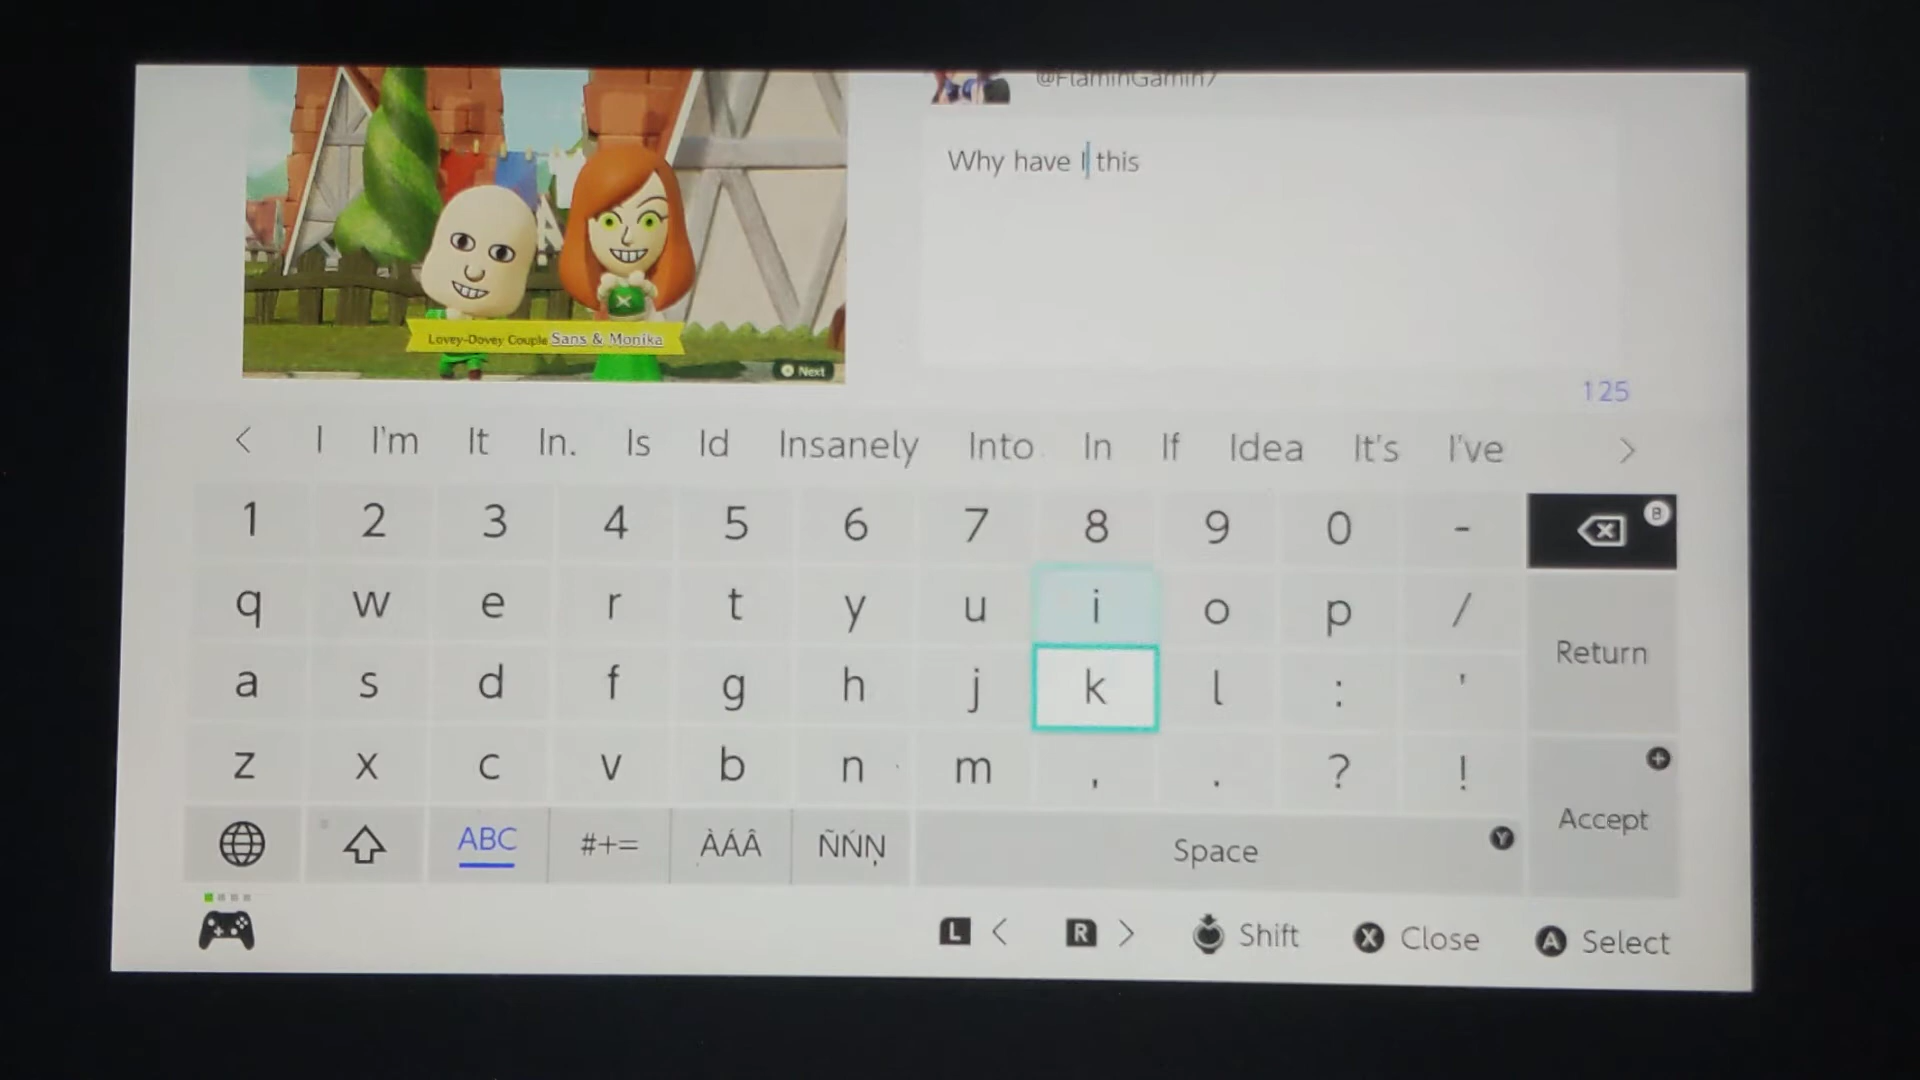 @FlaminGamin7
Why have I this
Lovey-Dovey Couple Sans & Monika
Next
125
< I I'm It In. Is Id Insanely Into In If Idea It's I've >
1 2 3 4 5 6 7 8 9 0 - B
q w e r t y u i o p /
Return
a s d f g h j k l : '
z x c v b n m , . ? ! +
Accept
ABC #+= ÀÁÂ ÑŃŅ Space Y
L < R > Shift X Close A Select